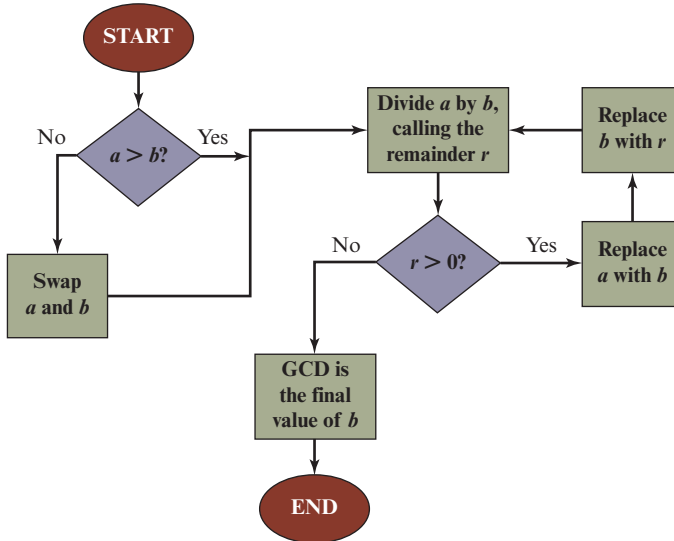 START
No
a > b?
Yes
Swap
a and b
Divide a by b,
calling the
remainder r
Replace
b with r
No
r > 0?
Yes
Replace
a with b
GCD is
the final
value of b
END